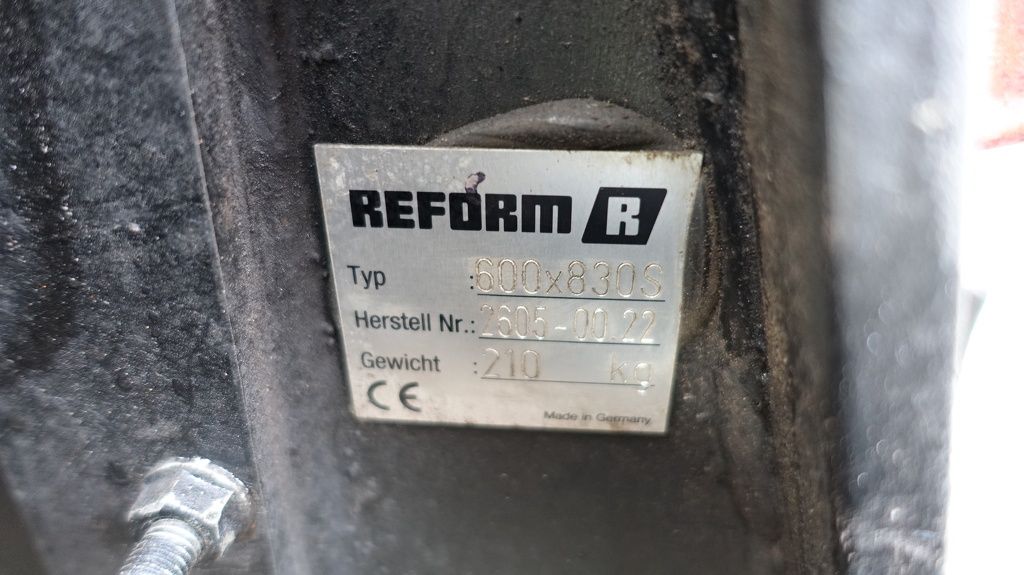 REFORM R
Typ : 600x830S
Herstell Nr.: 2605-00.22
Gewicht : 210 kg
CE
Made in Germany